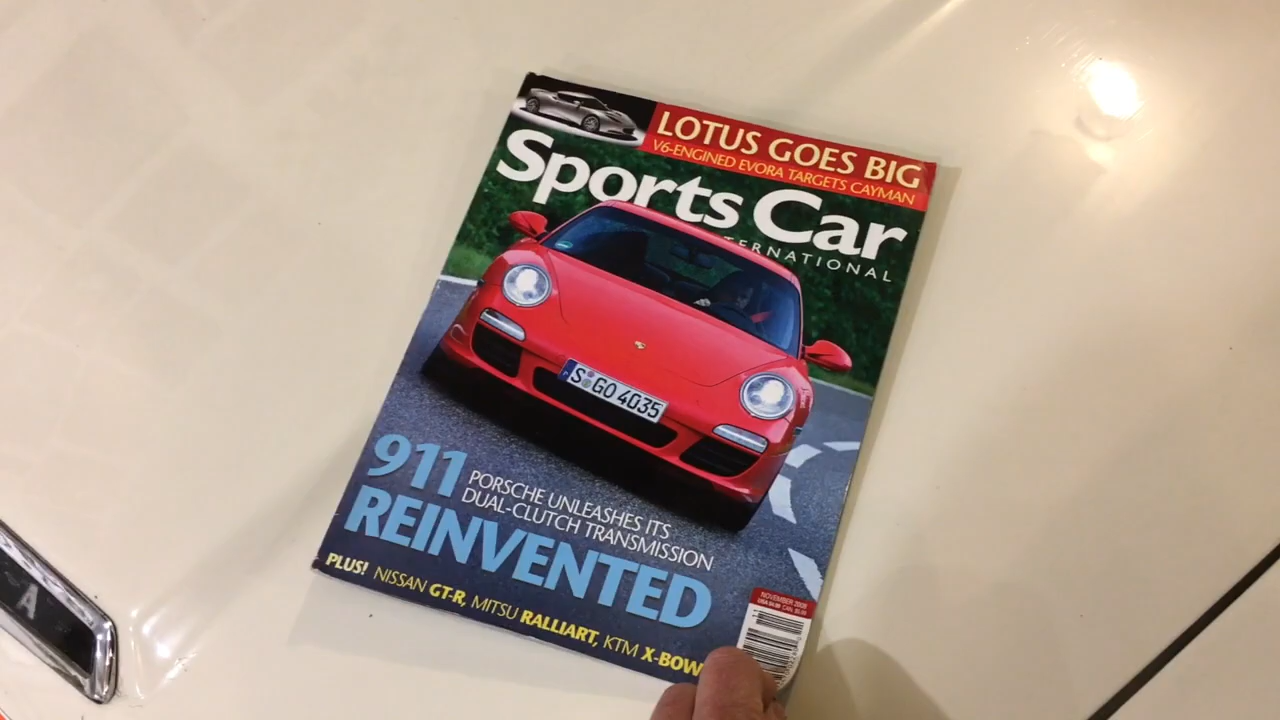 LOTUS GOES BIG
V6-ENGINED EVORA TARGETS CAYMAN
Sports Car
TERNATIONAL
S GO 4035
911
PORSCHE UNLEASHES ITS
DUAL-CLUTCH TRANSMISSION
REINVENTED
PLUS! NISSAN GT-R, MITSU RALLIART, KTM X-BOW
NOVEMBER 2008
A